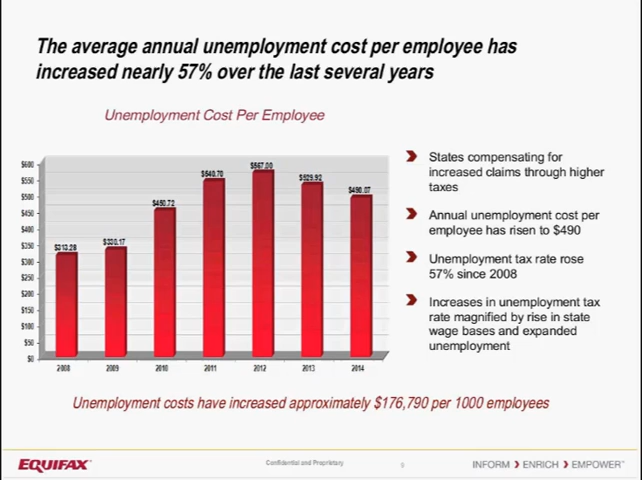 The average annual unemployment cost per employee has
increased nearly 57% over the last several years
Unemployment Cost Per Employee
$600
$550
$500
$450
$400
$350
$300
$250
$200
$150
$100
$50
$0
$313.28
$330.17
$450.72
$540.70
$567.00
$529.92
$490.07
2008
2009
2010
2011
2012
2013
2014
States compensating for
increased claims through higher
taxes
Annual unemployment cost per
employee has risen to $490
Unemployment tax rate rose
57% since 2008
Increases in unemployment tax
rate magnified by rise in state
wage bases and expanded
unemployment
Unemployment costs have increased approximately $176,790 per 1000 employees
EQUIFAX
Confidential and Proprietary
INFORM ❯ ENRICH ❯ EMPOWER™